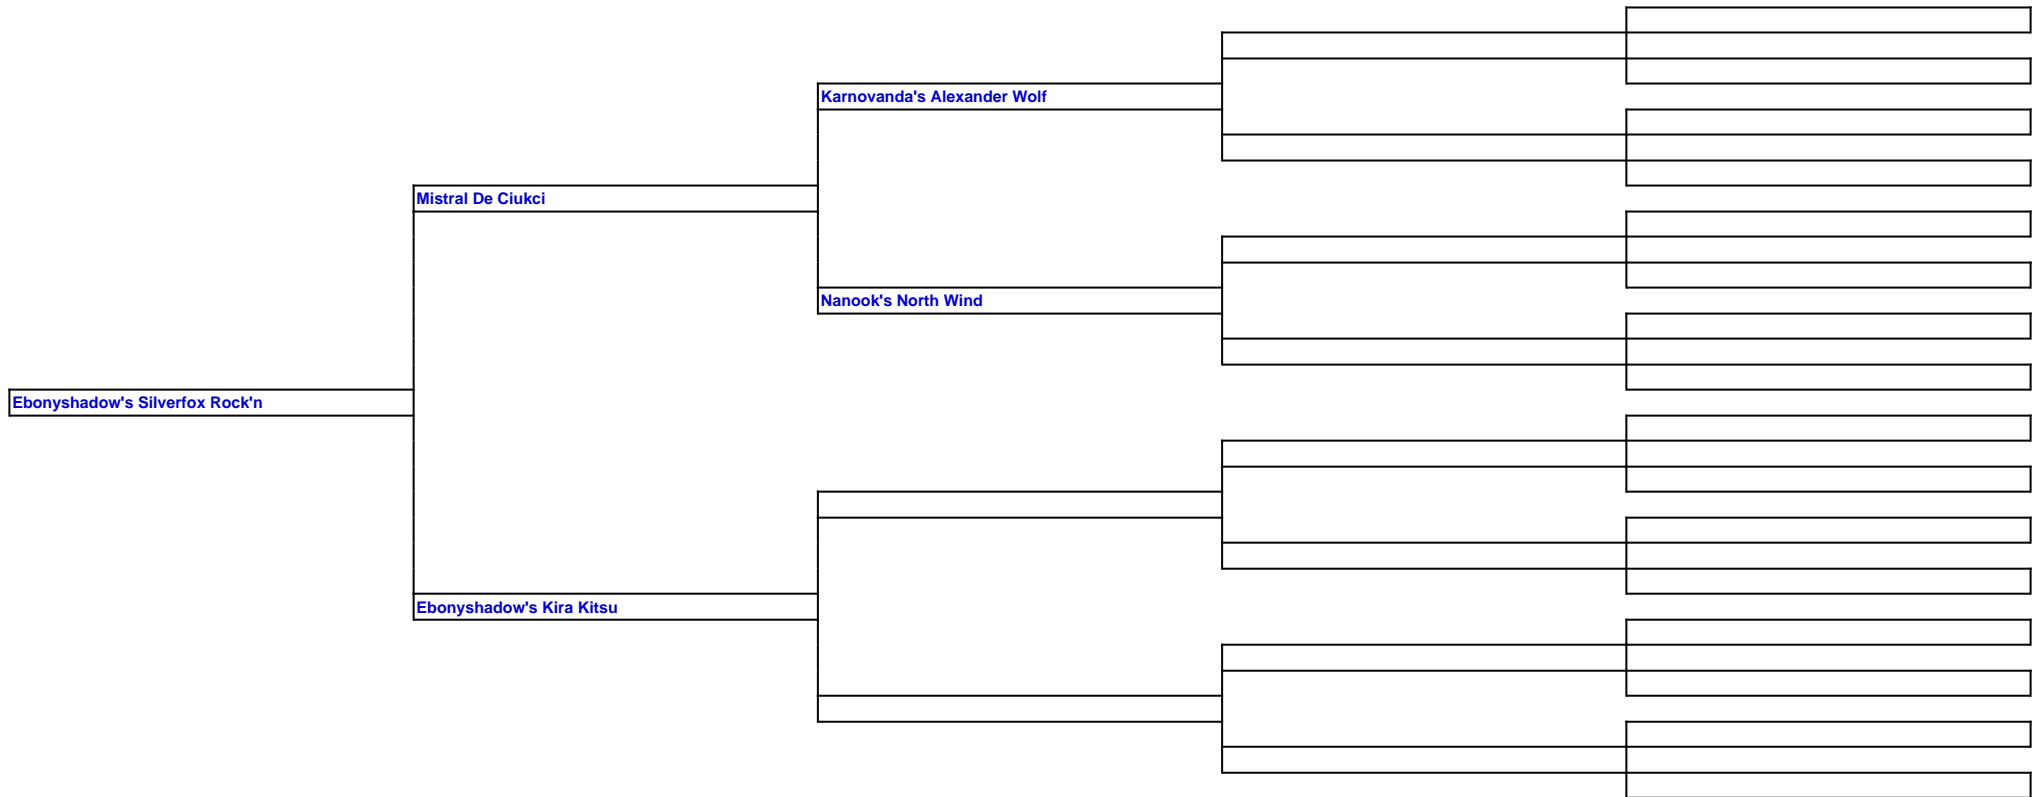 Karnovanda's Alexander Wolf
Mistral De Ciukci
Nanook's North Wind
Ebonyshadow's Silverfox Rock'n
Ebonyshadow's Kira Kitsu